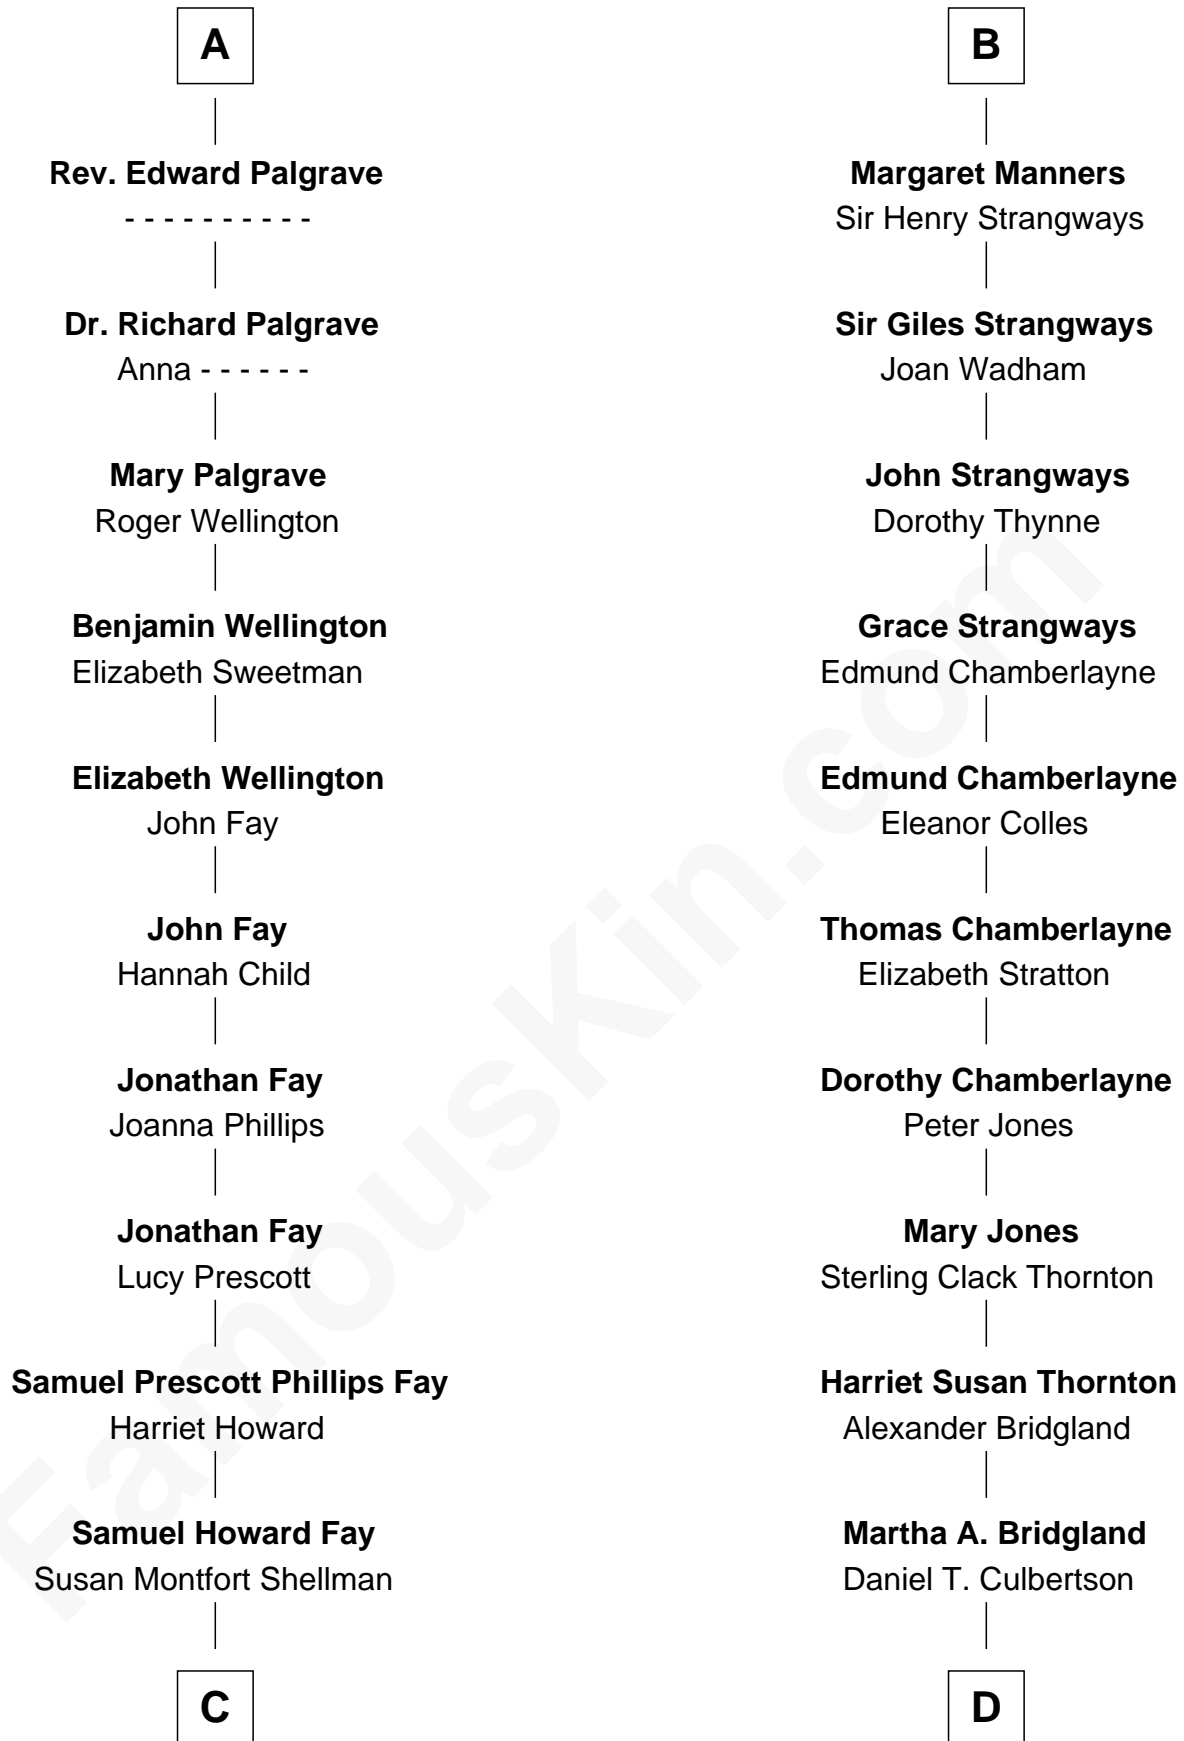 A
Rev. Edward Palgrave
- - - - - - - - - -
Dr. Richard Palgrave
Anna - - - - - -
Mary Palgrave
Roger Wellington
Benjamin Wellington
Elizabeth Sweetman
Elizabeth Wellington
John Fay
John Fay
Hannah Child
Jonathan Fay
Joanna Phillips
Jonathan Fay
Lucy Prescott
Samuel Prescott Phillips Fay
Harriet Howard
Samuel Howard Fay
Susan Montfort Shellman
C
B
Margaret Manners
Sir Henry Strangways
Sir Giles Strangways
Joan Wadham
John Strangways
Dorothy Thynne
Grace Strangways
Edmund Chamberlayne
Edmund Chamberlayne
Eleanor Colles
Thomas Chamberlayne
Elizabeth Stratton
Dorothy Chamberlayne
Peter Jones
Mary Jones
Sterling Clack Thornton
Harriet Susan Thornton
Alexander Bridgland
Martha A. Bridgland
Daniel T. Culbertson
D
FamousKin.com